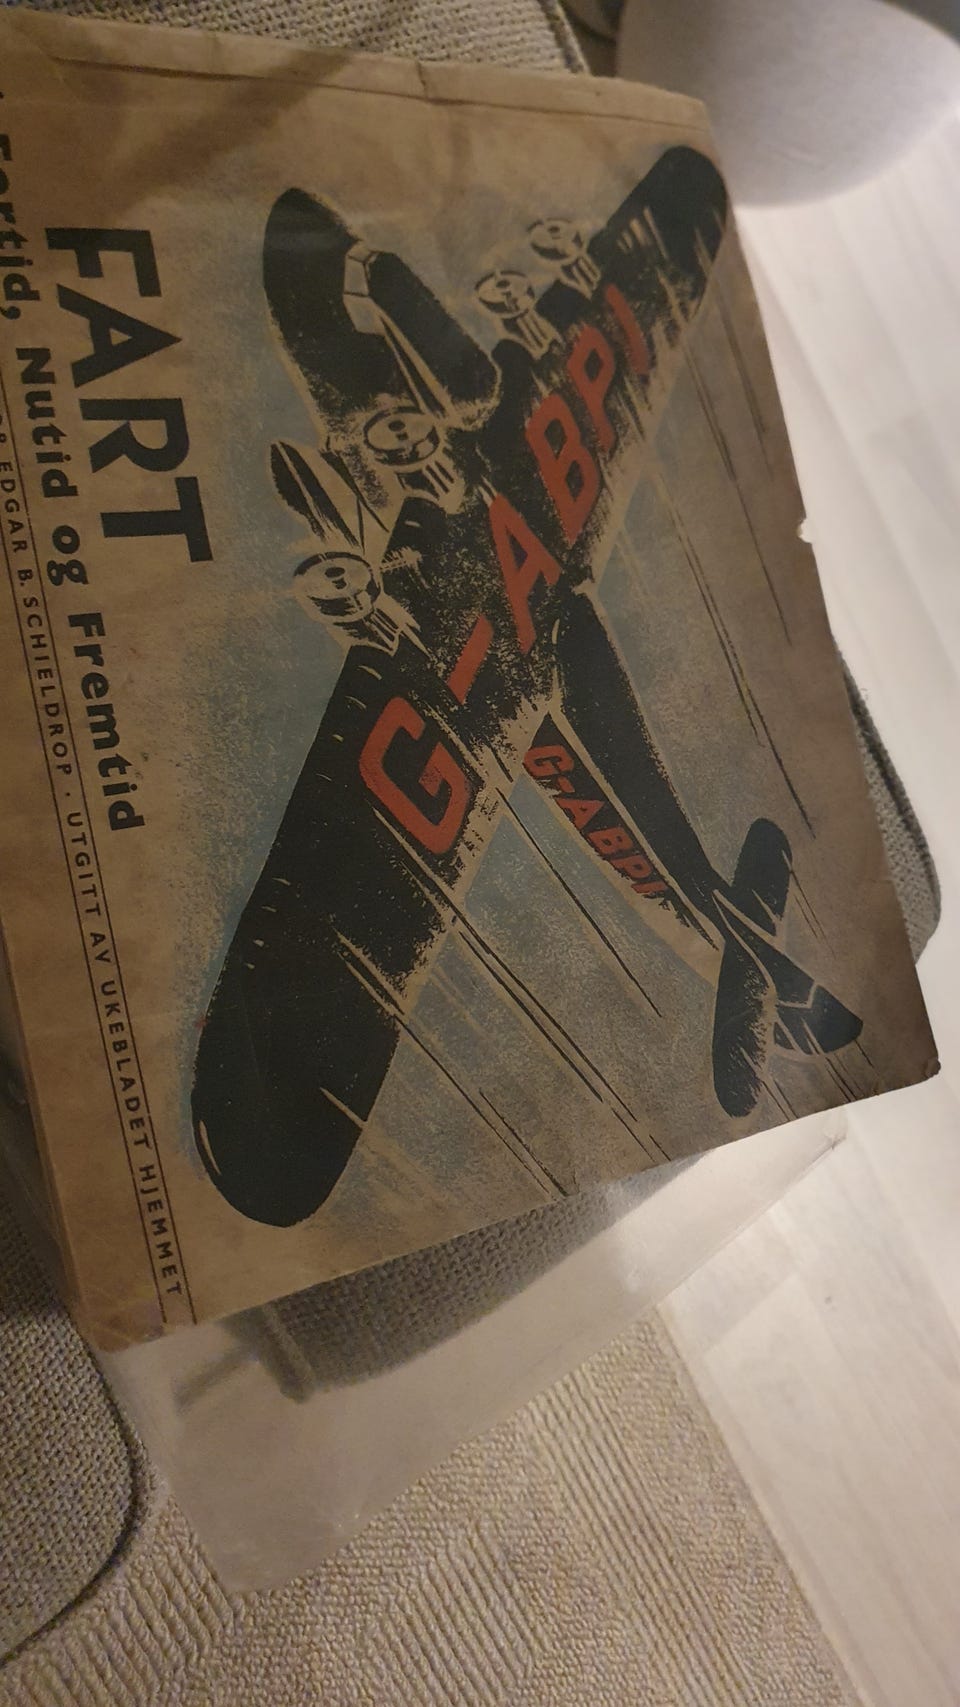 G-ABPI
G-ABPI
FART
i Fortid, Nutid og Fremtid
EDGAR B. SCHIELDROP · UTGITT AV UKEBLADET HJEMMET